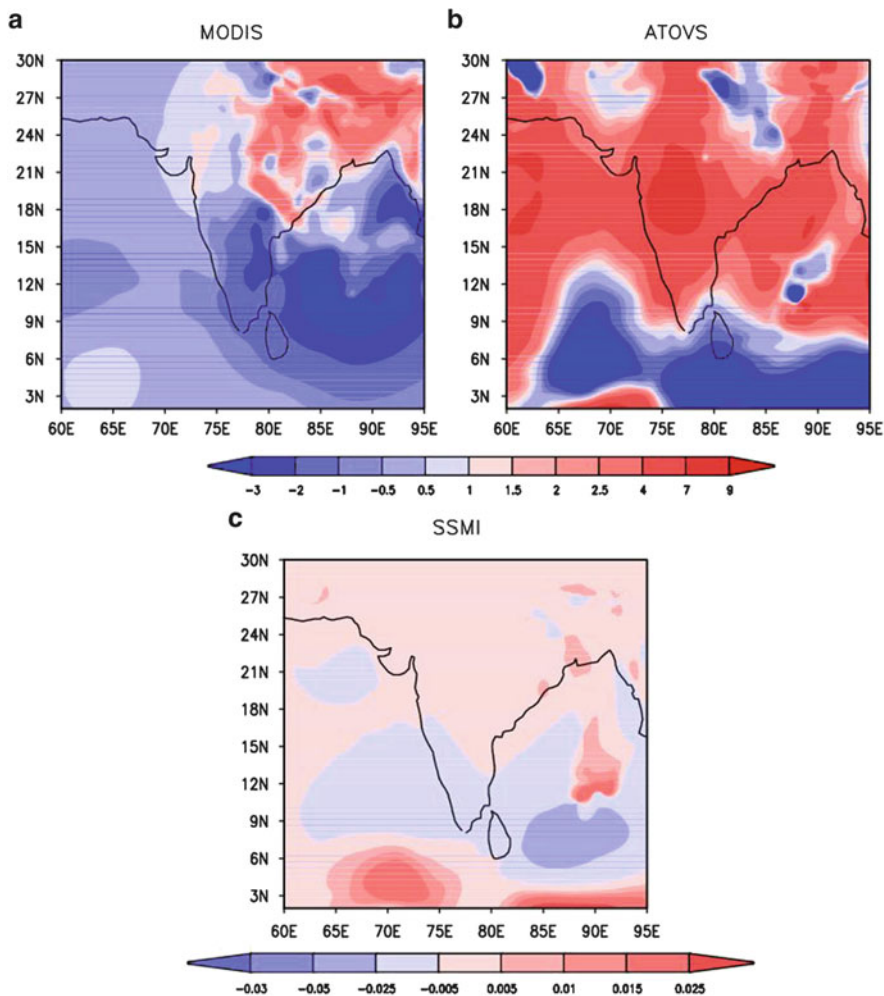 a
MODIS
b
ATOVS
30N
27N
24N
21N
18N
15N
12N
9N
6N
3N
60E 65E 70E 75E 80E 85E 90E 95E
30N
27N
24N
21N
18N
15N
12N
9N
6N
3N
60E 65E 70E 75E 80E 85E 90E 95E
-3 -2 -1 -0.5 0.5 1 1.5 2 2.5 4 7 9
c
SSMI
30N
27N
24N
21N
18N
15N
12N
9N
6N
3N
60E 65E 70E 75E 80E 85E 90E 95E
-0.03 -0.05 -0.025 -0.005 0.005 0.01 0.015 0.025